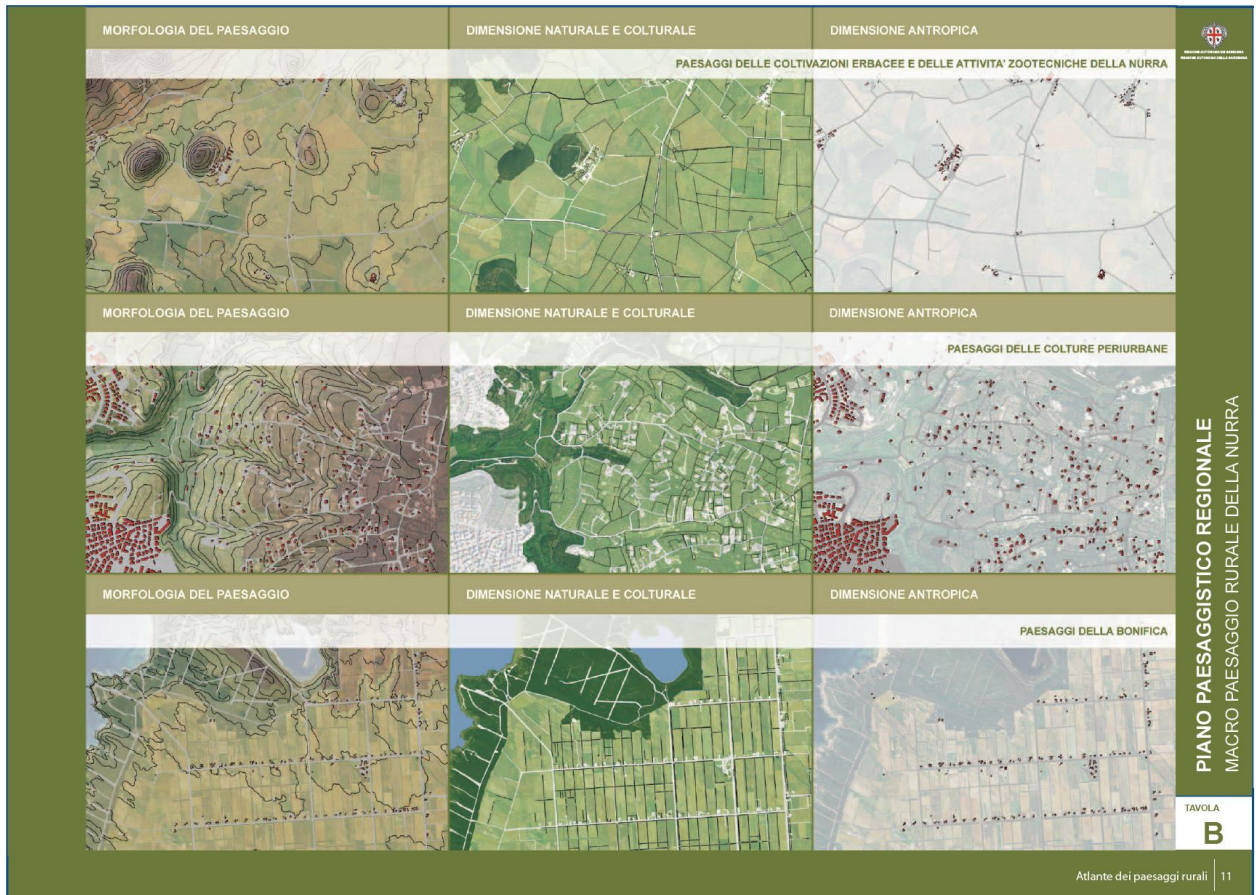 MORFOLOGIA DEL PAESAGGIO
DIMENSIONE NATURALE E COLTURALE
DIMENSIONE ANTROPICA
PAESAGGI DELLE COLTIVAZIONI ERBACEE E DELLE ATTIVITA' ZOOTECNICHE DELLA NURRA
MORFOLOGIA DEL PAESAGGIO
DIMENSIONE NATURALE E COLTURALE
DIMENSIONE ANTROPICA
PAESAGGI DELLE COLTURE PERIURBANE
MORFOLOGIA DEL PAESAGGIO
DIMENSIONE NATURALE E COLTURALE
DIMENSIONE ANTROPICA
PAESAGGI DELLA BONIFICA
PIANO PAESAGGISTICO REGIONALE
MACRO PAESAGGIO RURALE DELLA NURRA
TAVOLA
B
Atlante dei paesaggi rurali | 11